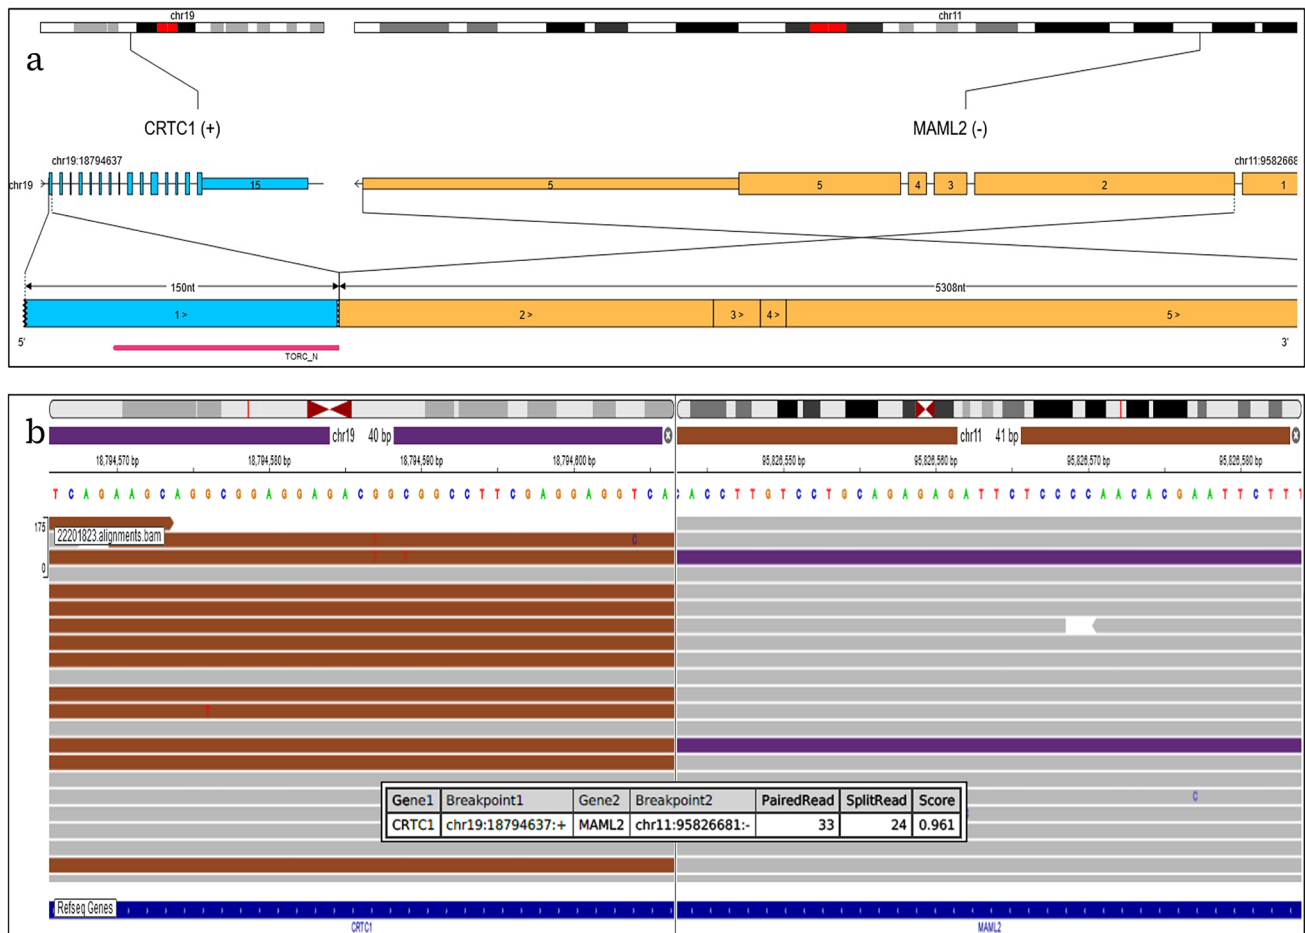 chr19
chr11
a
CRTC1 (+)
MAML2 (-)
chr19:18794637
chr11:9582668
chr19
15
5
5
4
3
2
1
150nt
5308nt
1 >
2 >
3 >
4 >
5 >
5'
3'
TORC_N
b
chr19 40 bp
chr11 41 bp
18,794,570 bp
18,794,580 bp
18,794,590 bp
18,794,600 bp
95,826,550 bp
95,826,560 bp
95,826,570 bp
95,826,580 bp
T C A G A A G C A G G C G G A G G A G A C G G C G G C C T T C G A G G A G G T C A
A C C T T G T C C T G C A G A G A G A T T C T C C C C A A C A C G A A T T C T T T
175
22201823.alignments.bam
0
T
C
T
T
C
Gene1 Breakpoint1 Gene2 Breakpoint2 PairedRead SplitRead Score
CRTC1 chr19:18794637:+ MAML2 chr11:95826681:- 33 24 0.961
Refseq Genes
CRTC1
MAML2